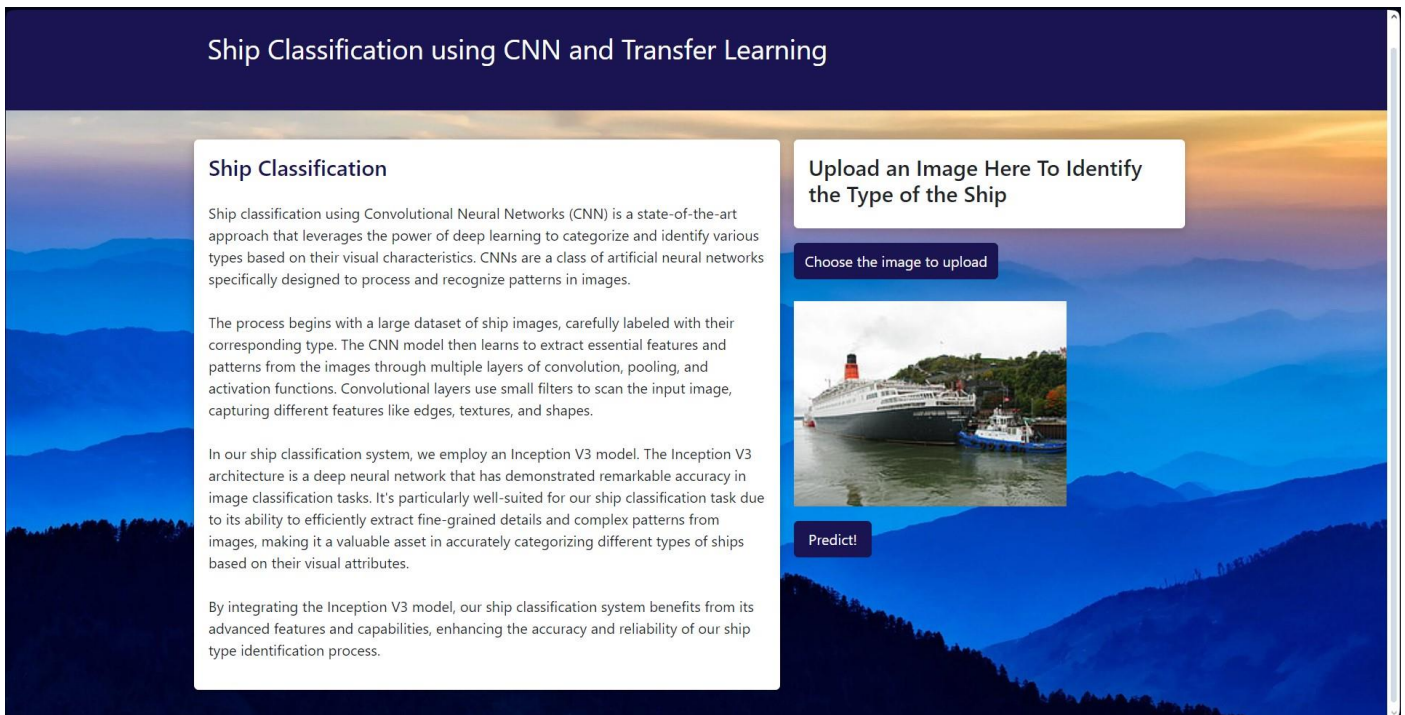 Ship Classification using CNN and Transfer Learning
Ship Classification
Ship classification using Convolutional Neural Networks (CNN) is a state-of-the-art
approach that leverages the power of deep learning to categorize and identify various
types based on their visual characteristics. CNNs are a class of artificial neural networks
specifically designed to process and recognize patterns in images.
The process begins with a large dataset of ship images, carefully labeled with their
corresponding type. The CNN model then learns to extract essential features and
patterns from the images through multiple layers of convolution, pooling, and
activation functions. Convolutional layers use small filters to scan the input image,
capturing different features like edges, textures, and shapes.
In our ship classification system, we employ an Inception V3 model. The Inception V3
architecture is a deep neural network that has demonstrated remarkable accuracy in
image classification tasks. It's particularly well-suited for our ship classification task due
to its ability to efficiently extract fine-grained details and complex patterns from
images, making it a valuable asset in accurately categorizing different types of ships
based on their visual attributes.
By integrating the Inception V3 model, our ship classification system benefits from its
advanced features and capabilities, enhancing the accuracy and reliability of our ship
type identification process.
Upload an Image Here To Identify
the Type of the Ship
Choose the image to upload
Predict!